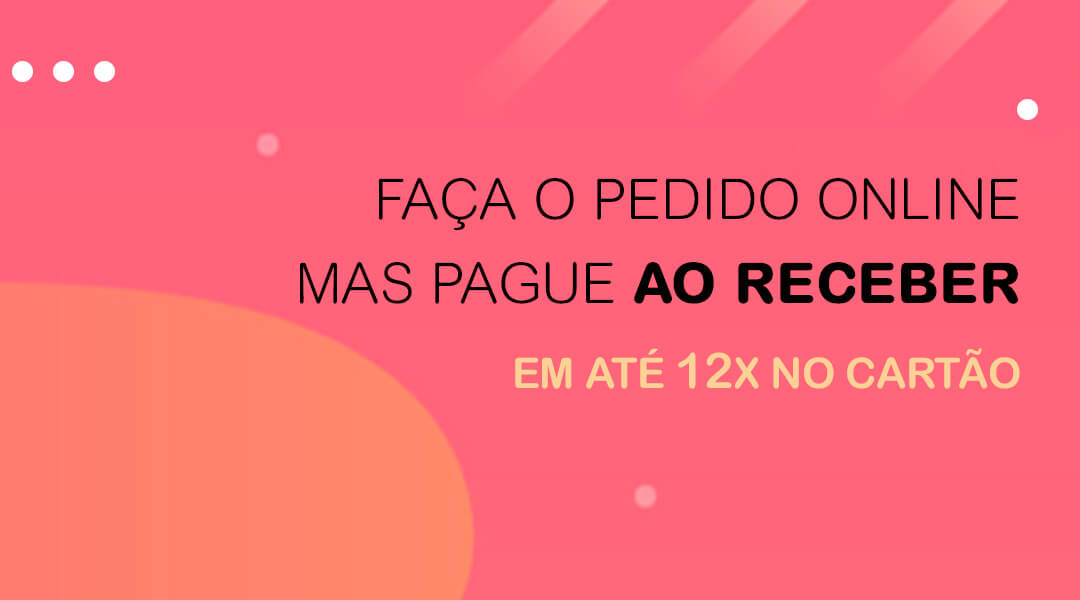 FAÇA O PEDIDO ONLINE
MAS PAGUE AO RECEBER
EM ATÉ 12X NO CARTÃO